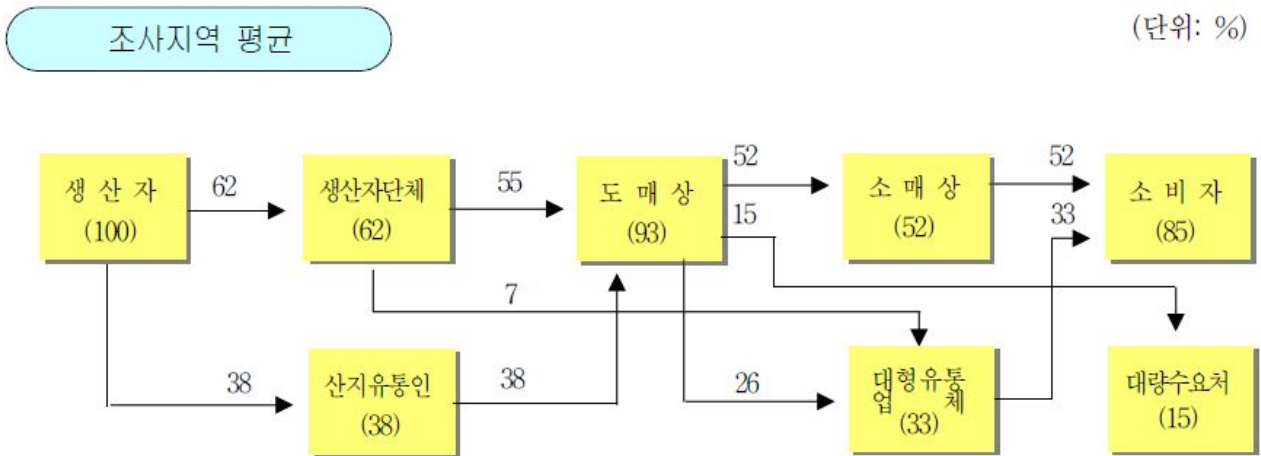 조사지역 평균
(단위: %)
생 산 자
(100)
62
생산자단체
(62)
55
도 매 상
(93)
52
15
소 매 상
(52)
52
33
소 비 자
(85)
7
38
산지유통인
(38)
38
26
대형유통
업 체
(33)
대량수요처
(15)